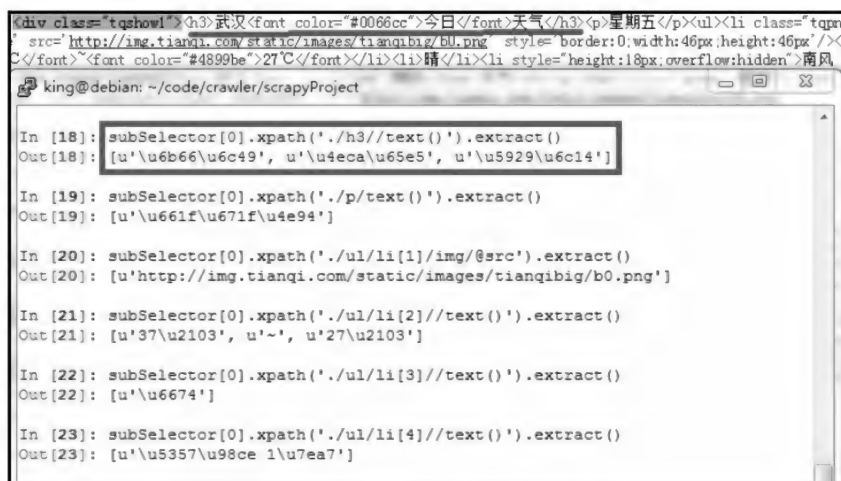 <div class="tqshow1"><h3>武汉<font color="#0066cc">今日</font>天气</h3><p>星期五</p><ul><li class="tqpn
' src='http://img.tianqi.com/static/images/tianqibig/b0.png' style='border:0;width:46px;height:46px'/><
C</font>~<font color="#4899be">27℃</font></li><li>晴</li><li style="height:18px;overflow:hidden">南风
king@debian: ~/code/crawler/scrapyProject
In [18]: subSelector[0].xpath('./h3//text()').extract()
Out[18]: [u'\u6b66\u6c49', u'\u4eca\u65e5', u'\u5929\u6c14']
In [19]: subSelector[0].xpath('./p/text()').extract()
Out[19]: [u'\u661f\u671f\u4e94']
In [20]: subSelector[0].xpath('./ul/li[1]/img/@src').extract()
Out[20]: [u'http://img.tianqi.com/static/images/tianqibig/b0.png']
In [21]: subSelector[0].xpath('./ul/li[2]//text()').extract()
Out[21]: [u'37\u2103', u'~', u'27\u2103']
In [22]: subSelector[0].xpath('./ul/li[3]//text()').extract()
Out[22]: [u'\u6674']
In [23]: subSelector[0].xpath('./ul/li[4]//text()').extract()
Out[23]: [u'\u5357\u98ce 1\u7ea7']